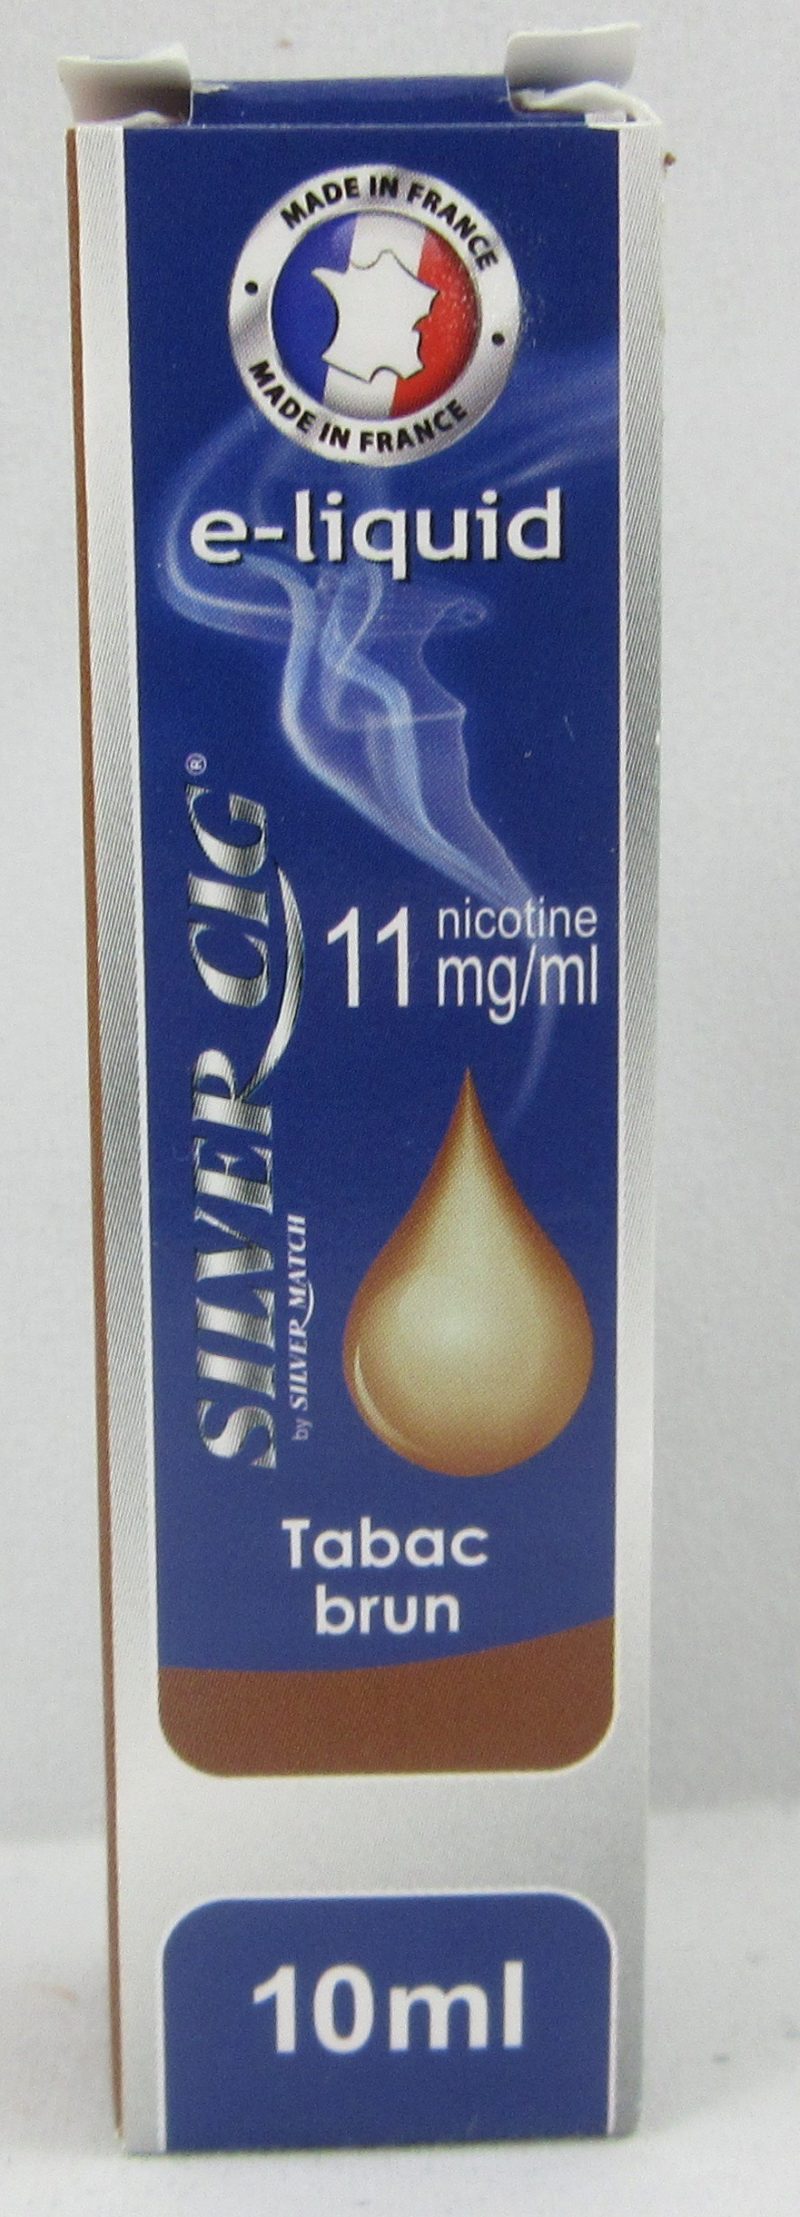 MADE IN FRANCE
MADE IN FRANCE
e-liquid
SILVER CIG®
by SILVER MATCH
11 nicotine
mg/ml
Tabac
brun
10ml